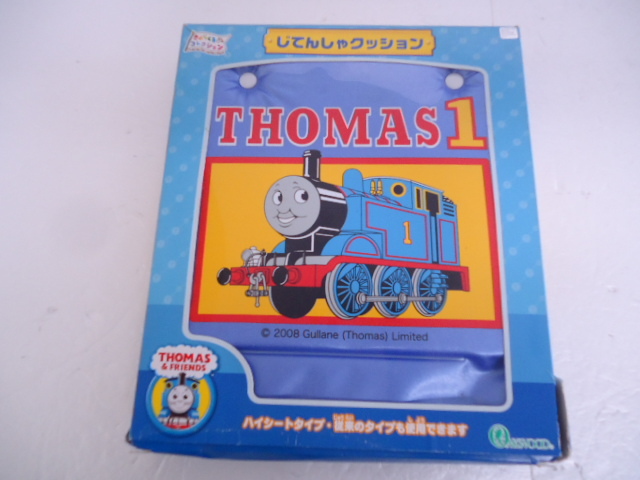 じてんしゃクッション
THOMAS 1
1
© 2008 Gullane (Thomas) Limited
THOMAS
& FRIENDS
ハイシートタイプ・従来のタイプも使用できます